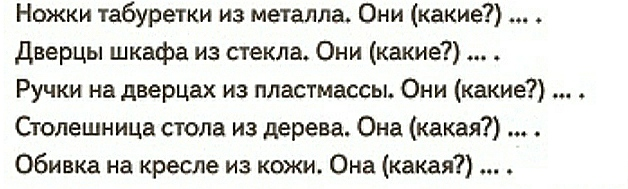 Ножки табуретки из металла. Они (какие?) ... .
Дверцы шкафа из стекла. Они (какие?) ... .
Ручки на дверцах из пластмассы. Они (какие?) ... .
Столешница стола из дерева. Она (какая?) ... .
Обивка на кресле из кожи. Она (какая?) ... .